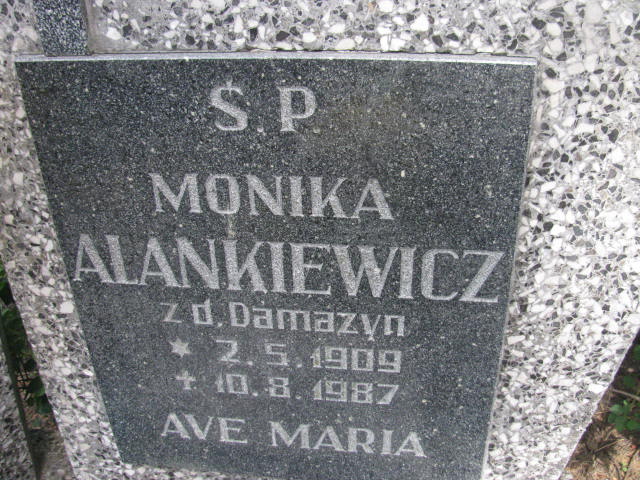 Ś.P.
MONIKA
ALANKIEWICZ
z d. Damazyn
* 2.5.1909
+ 10.8.1987
AVE MARIA